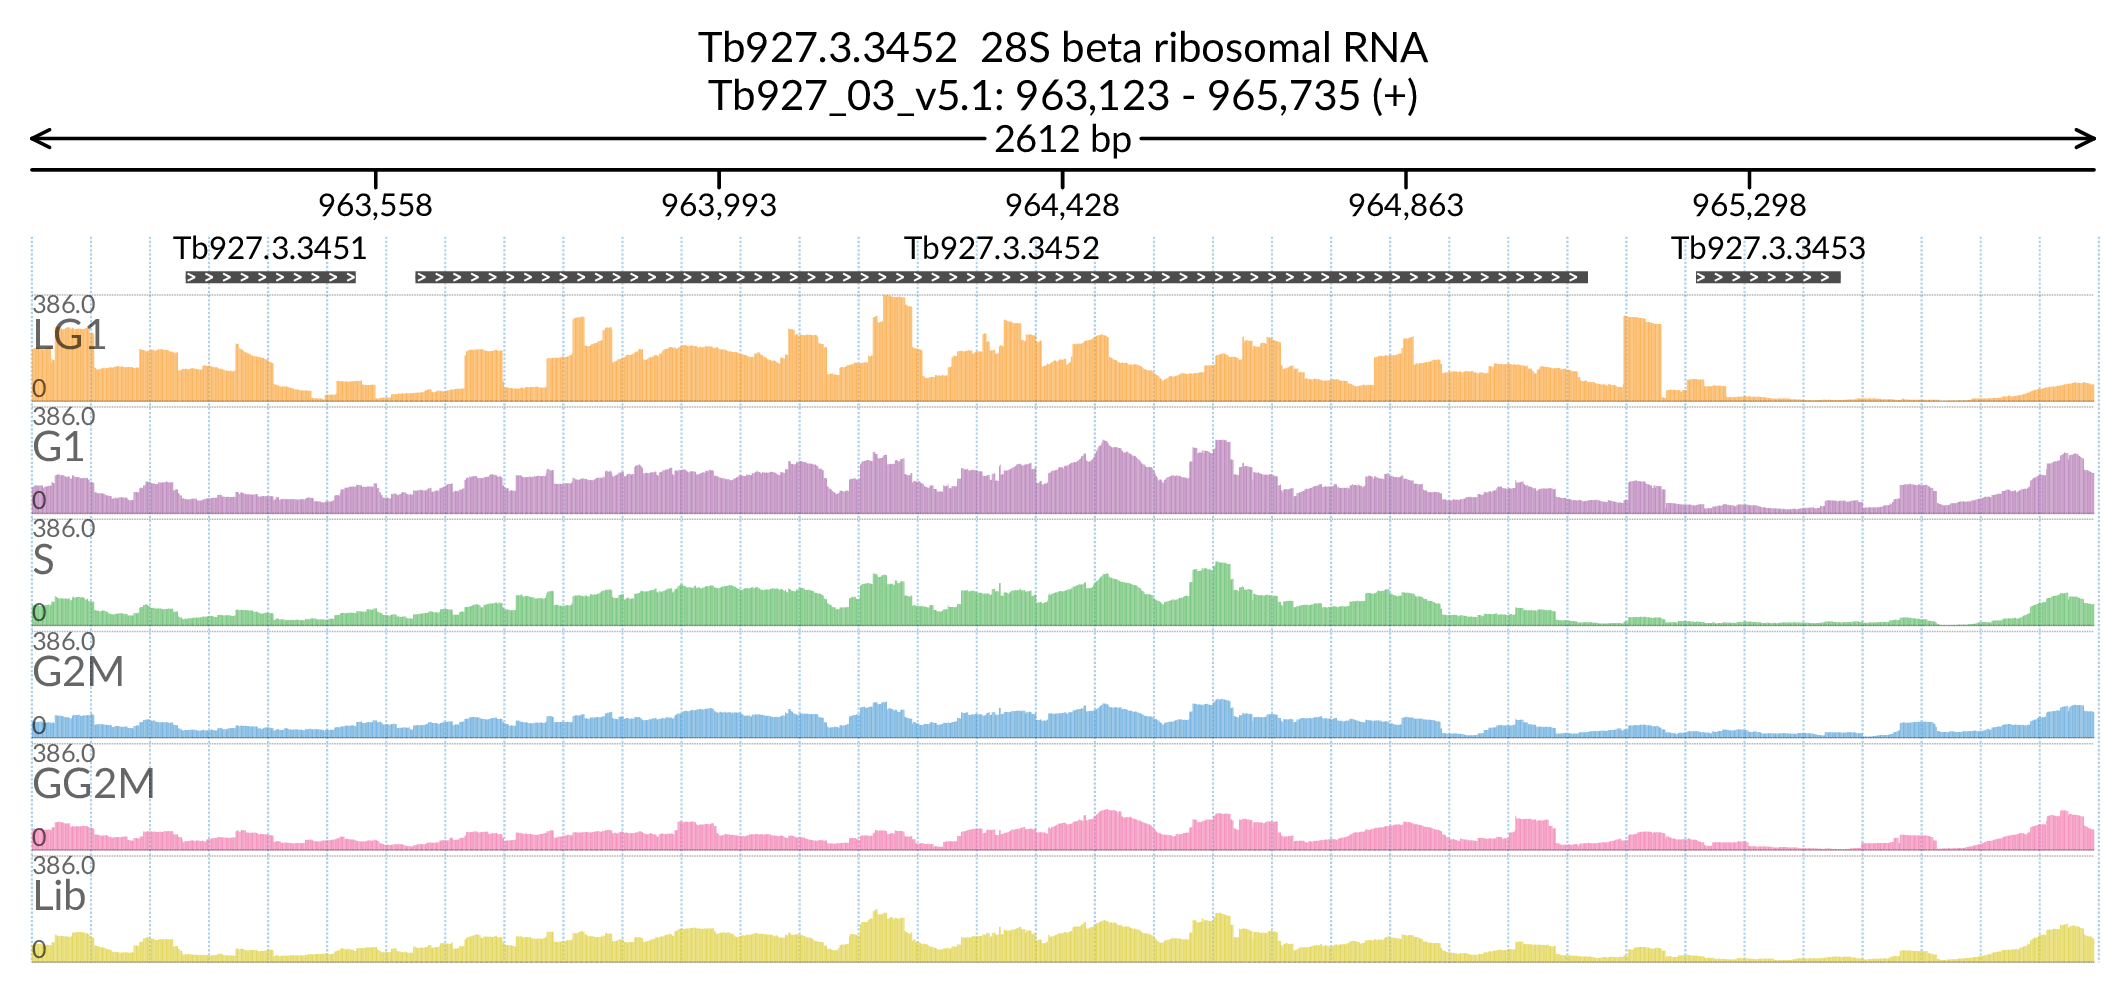 Tb927.3.3452  28S beta ribosomal RNA
Tb927_03_v5.1: 963,123 - 965,735 (+)
2612 bp
963,558 963,993 964,428 964,863 965,298
Tb927.3.3451 Tb927.3.3452 Tb927.3.3453
386.0
LG1
0
386.0
G1
0
386.0
S
0
386.0
G2M
0
386.0
GG2M
0
386.0
Lib
0